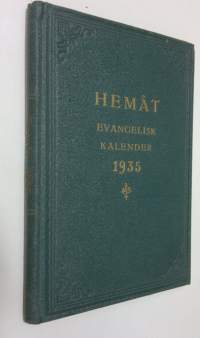 HEMÅT
EVANGELISK
KALENDER
1935